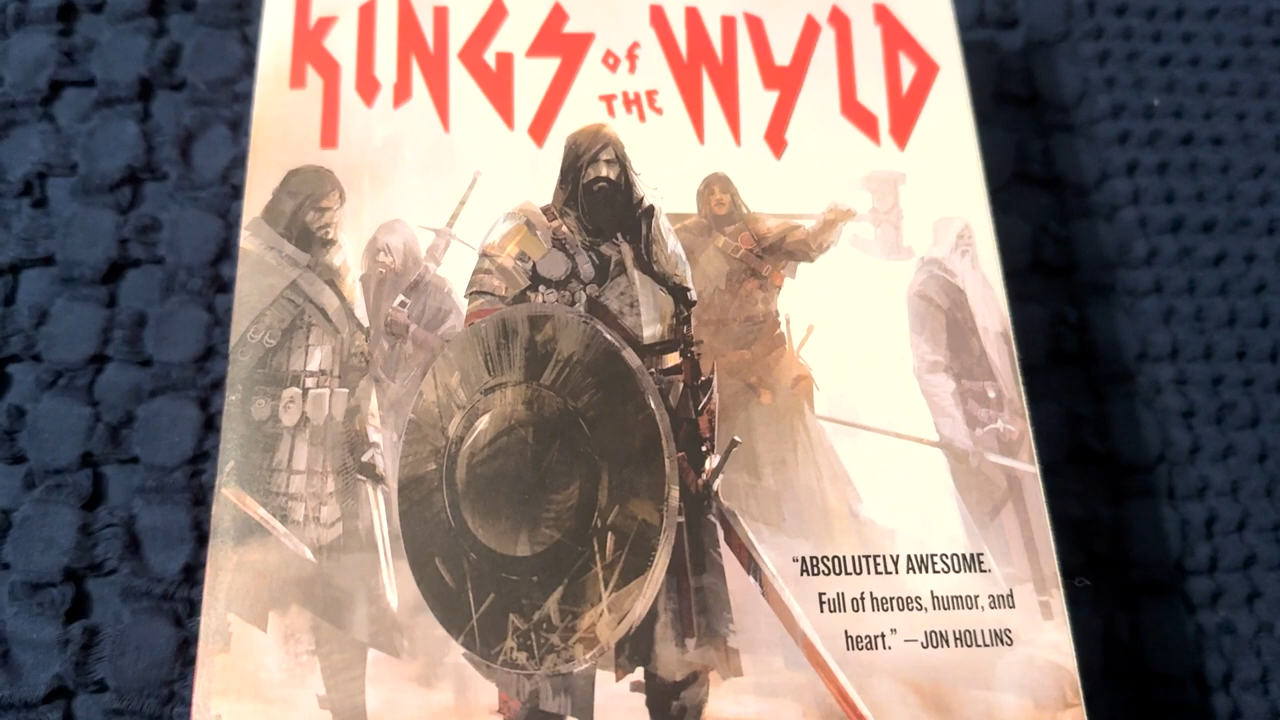 KINGS OF THE WYLD
"ABSOLUTELY AWESOME.
Full of heroes, humor, and
heart." —JON HOLLINS